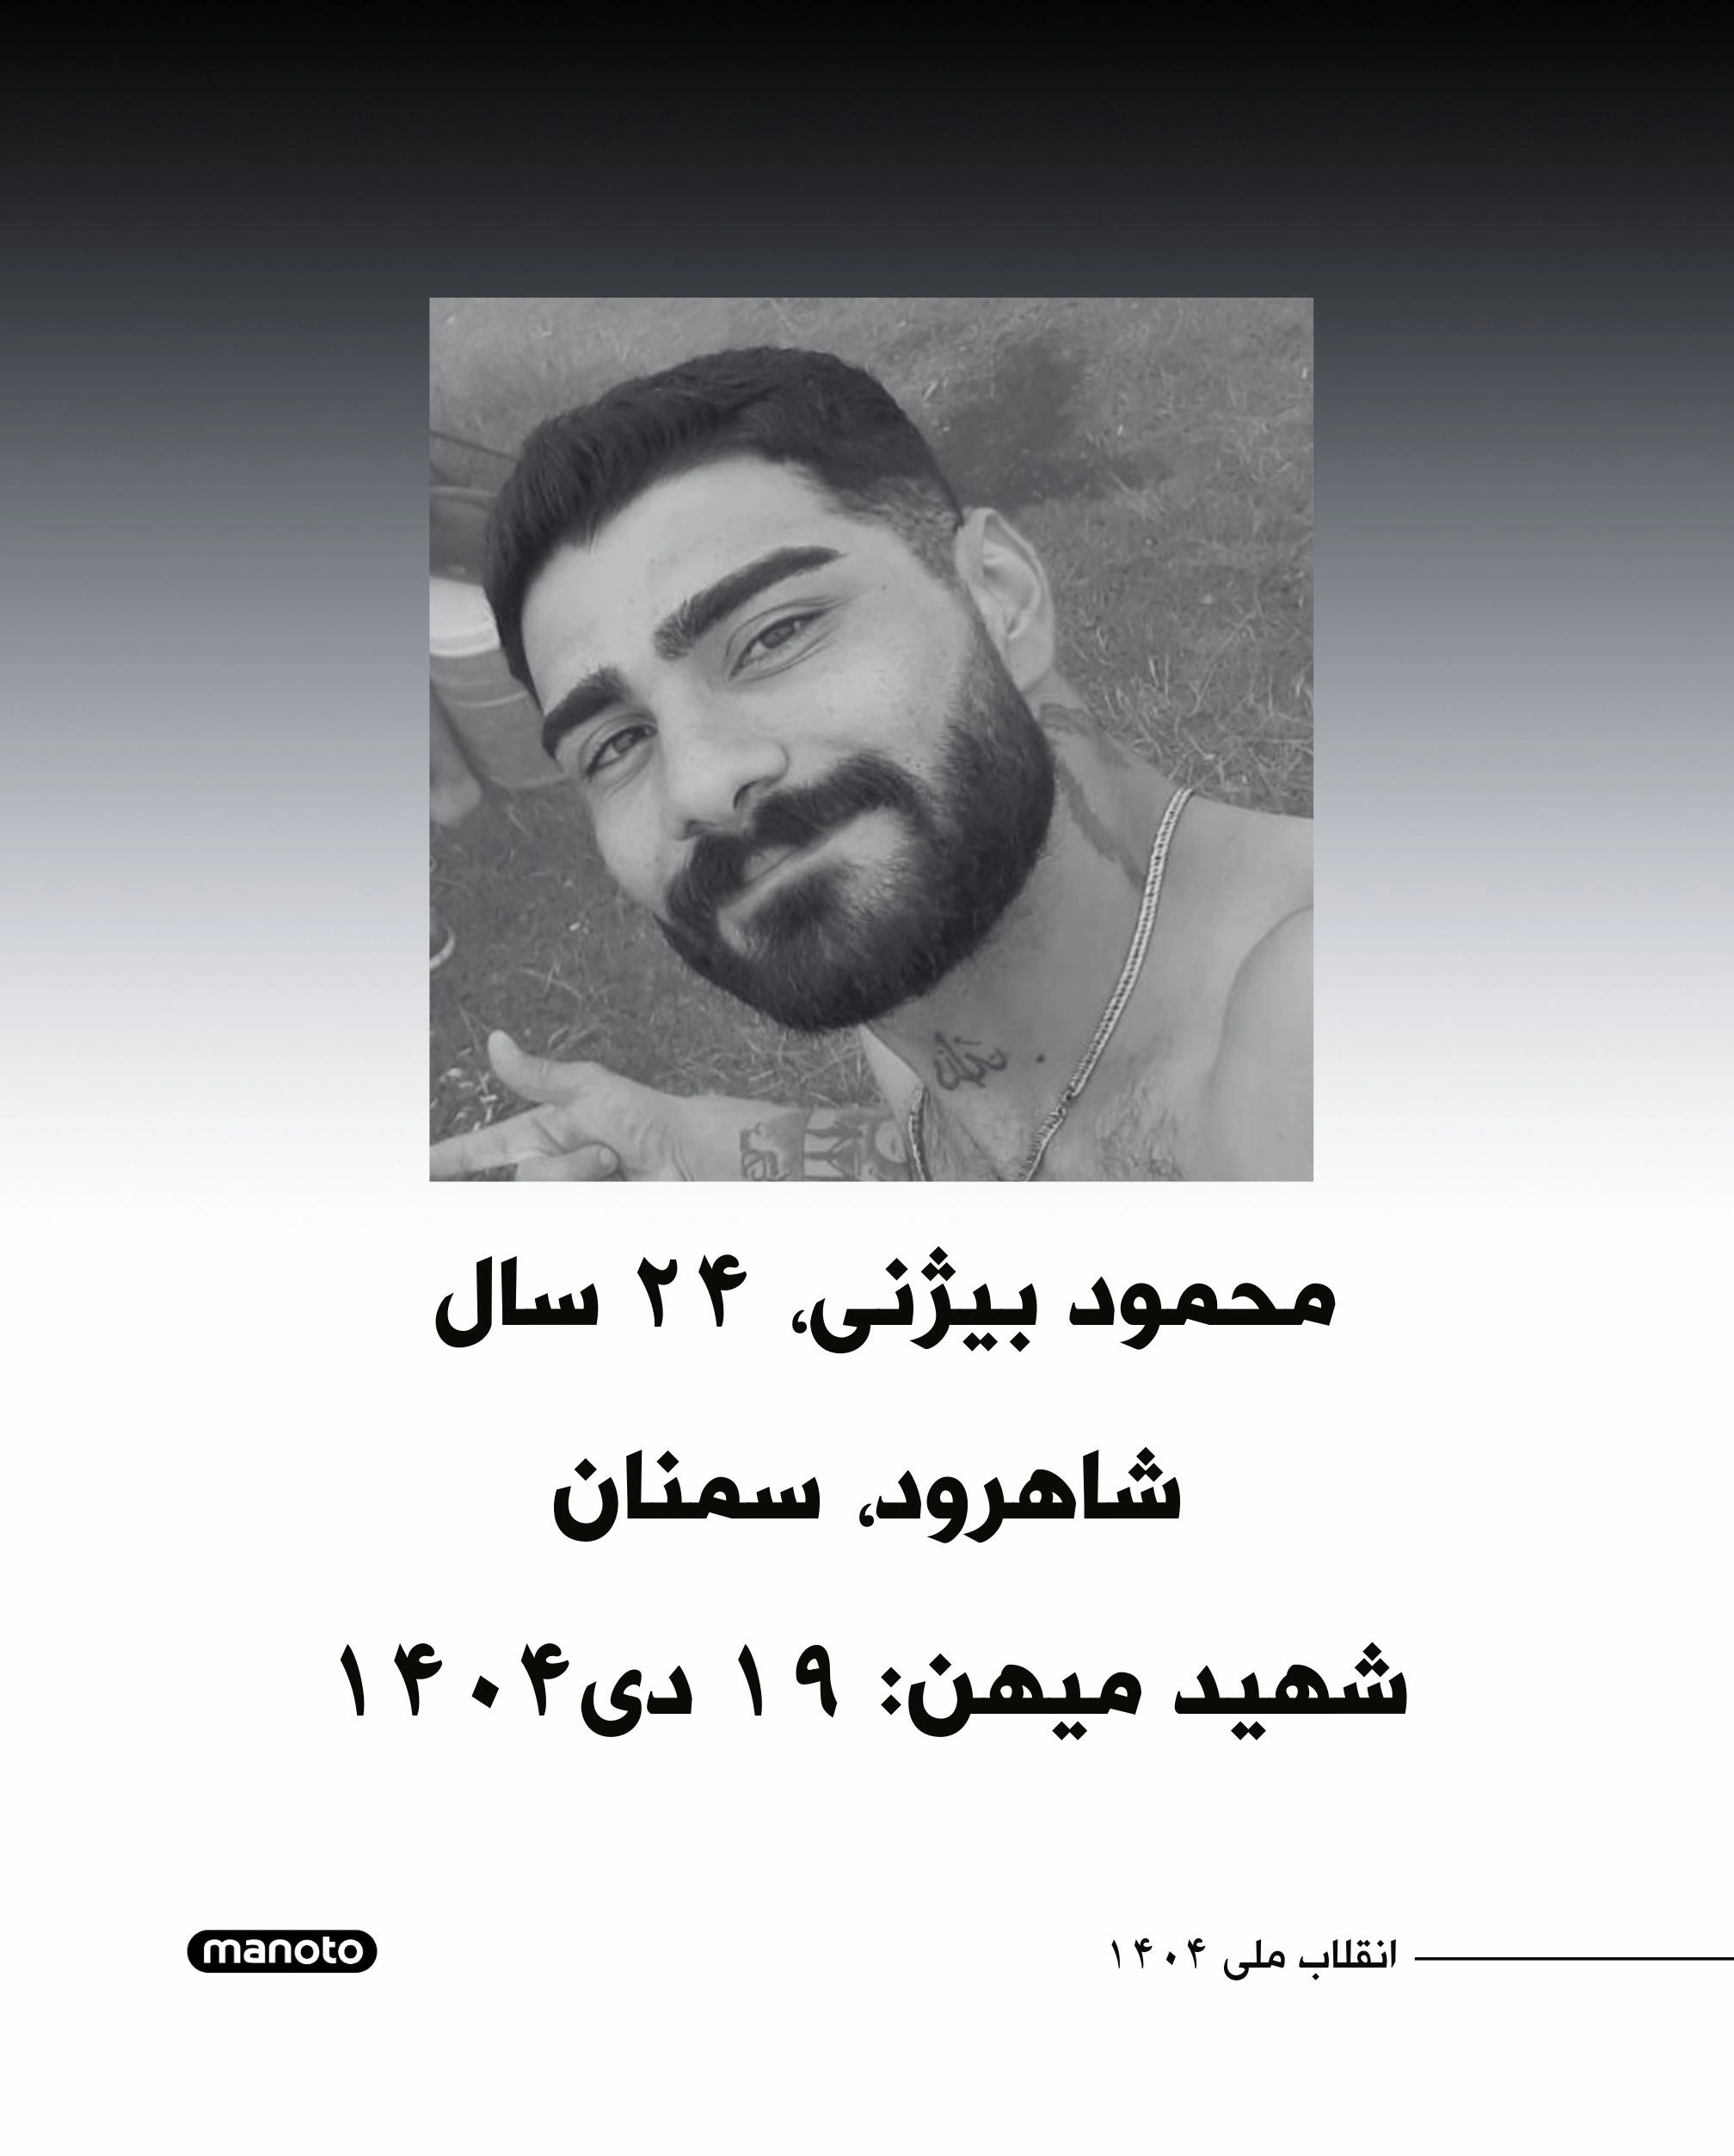 محمود بیژنی، ۲۴ سال
شاهرود، سمنان
شهید میهن: ۱۹ دی۱۴۰۴
انقلاب ملی ۱۴۰۴
manoto